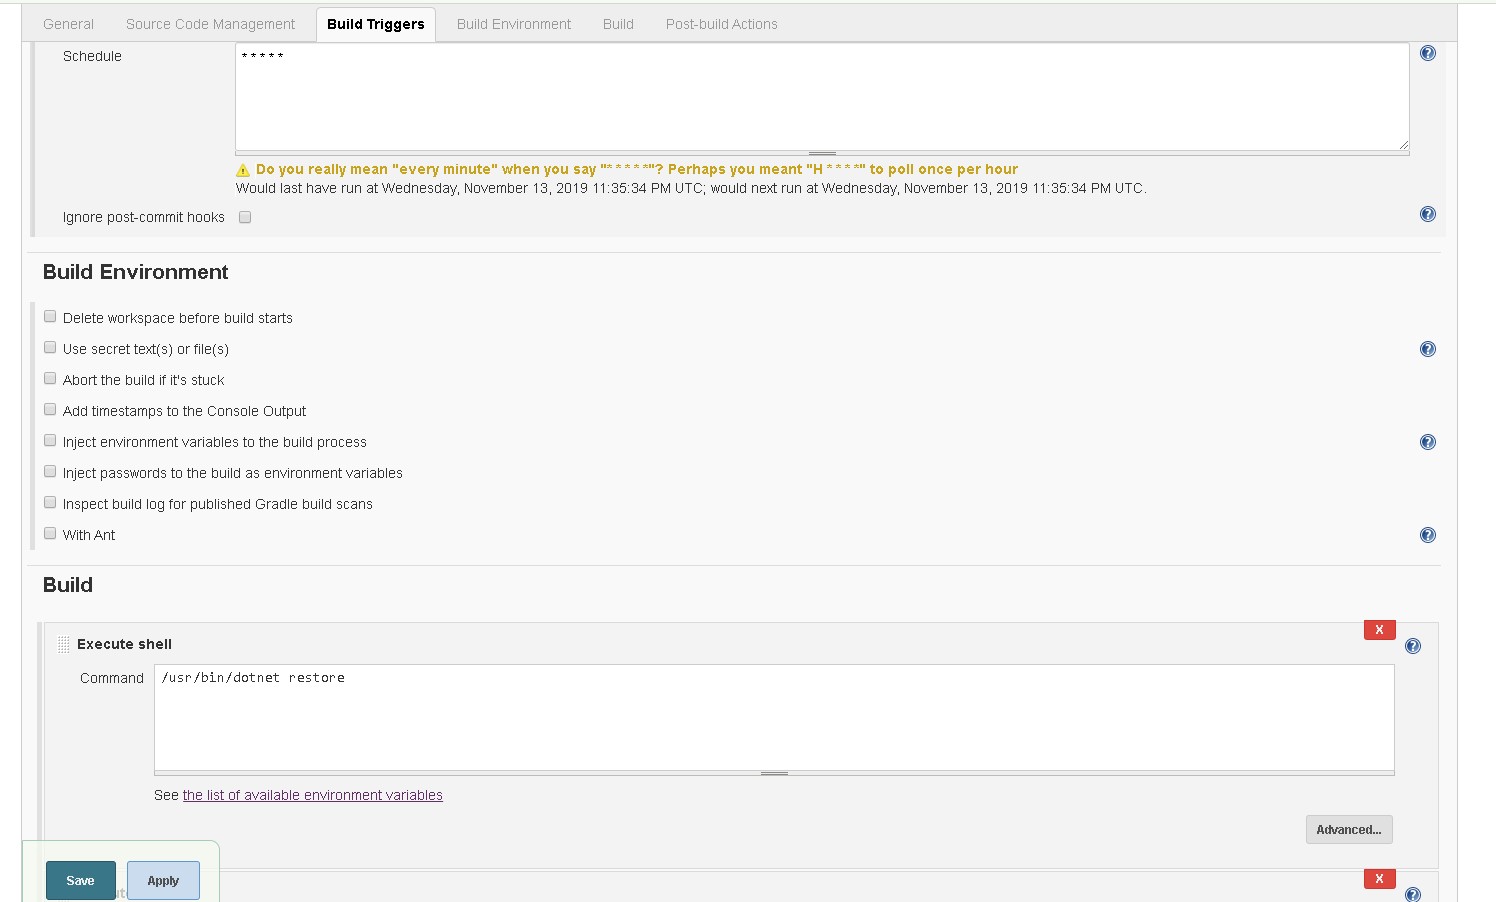 General Source Code Management Build Triggers Build Environment Build Post-build Actions
Schedule
* * * * *
Do you really mean "every minute" when you say "* * * * *"? Perhaps you meant "H * * * *" to poll once per hour
Would last have run at Wednesday, November 13, 2019 11:35:34 PM UTC; would next run at Wednesday, November 13, 2019 11:35:34 PM UTC.
Ignore post-commit hooks
Build Environment
Delete workspace before build starts
Use secret text(s) or file(s)
Abort the build if it's stuck
Add timestamps to the Console Output
Inject environment variables to the build process
Inject passwords to the build as environment variables
Inspect build log for published Gradle build scans
With Ant
Build
X
Execute shell
Command
/usr/bin/dotnet restore
See the list of available environment variables
Advanced...
Save Apply
X